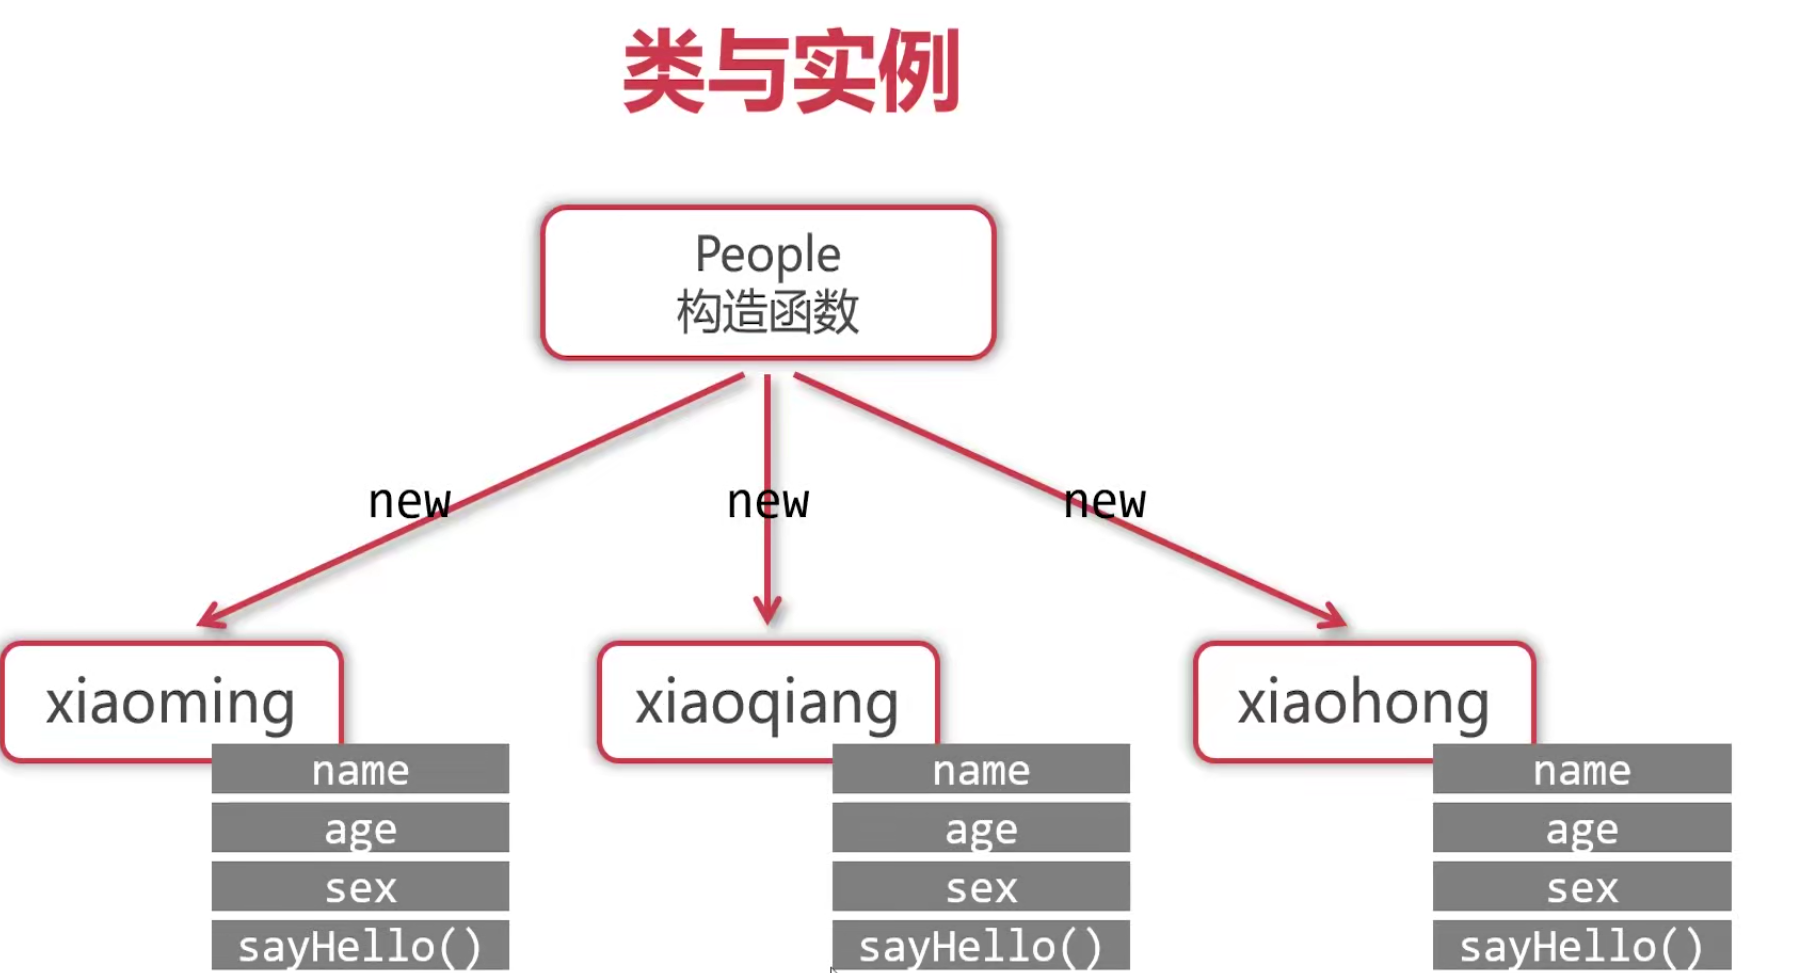 类与实例
People
构造函数
new
new
new
xiaoming
xiaoqiang
xiaohong
name
age
sex
sayHello()
name
age
sex
sayHello()
name
age
sex
sayHello()